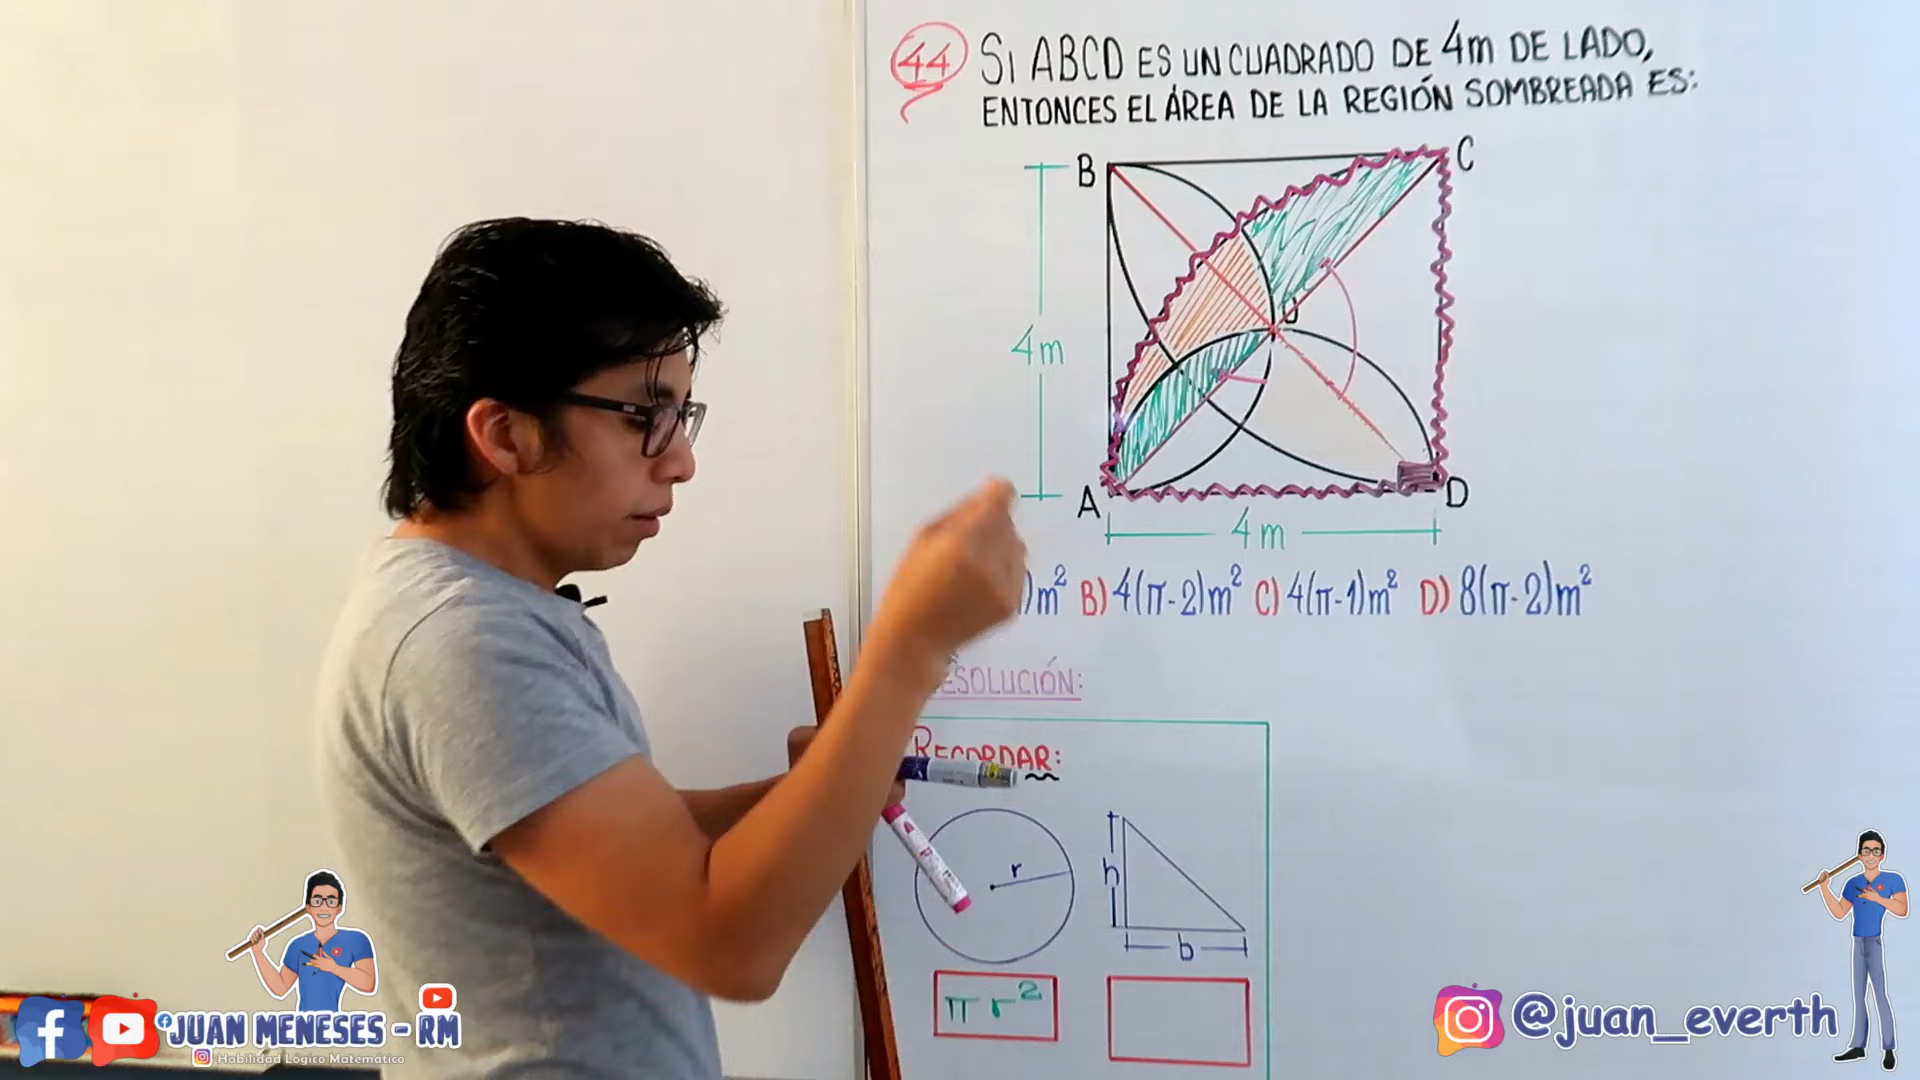 44 SI ABCD ES UN CUADRADO DE 4m DE LADO,
ENTONCES EL ÁREA DE LA REGIÓN SOMBREADA ES:
B
C
4m
A
D
4m
)m² B) 4(π-2)m² C) 4(π-1)m² D) 8(π-2)m²
ESOLUCIÓN:
RECORDAR:
r
h
b
πr²
JUAN MENESES - RM
Habilidad Lógico Matemático
@juan_everth